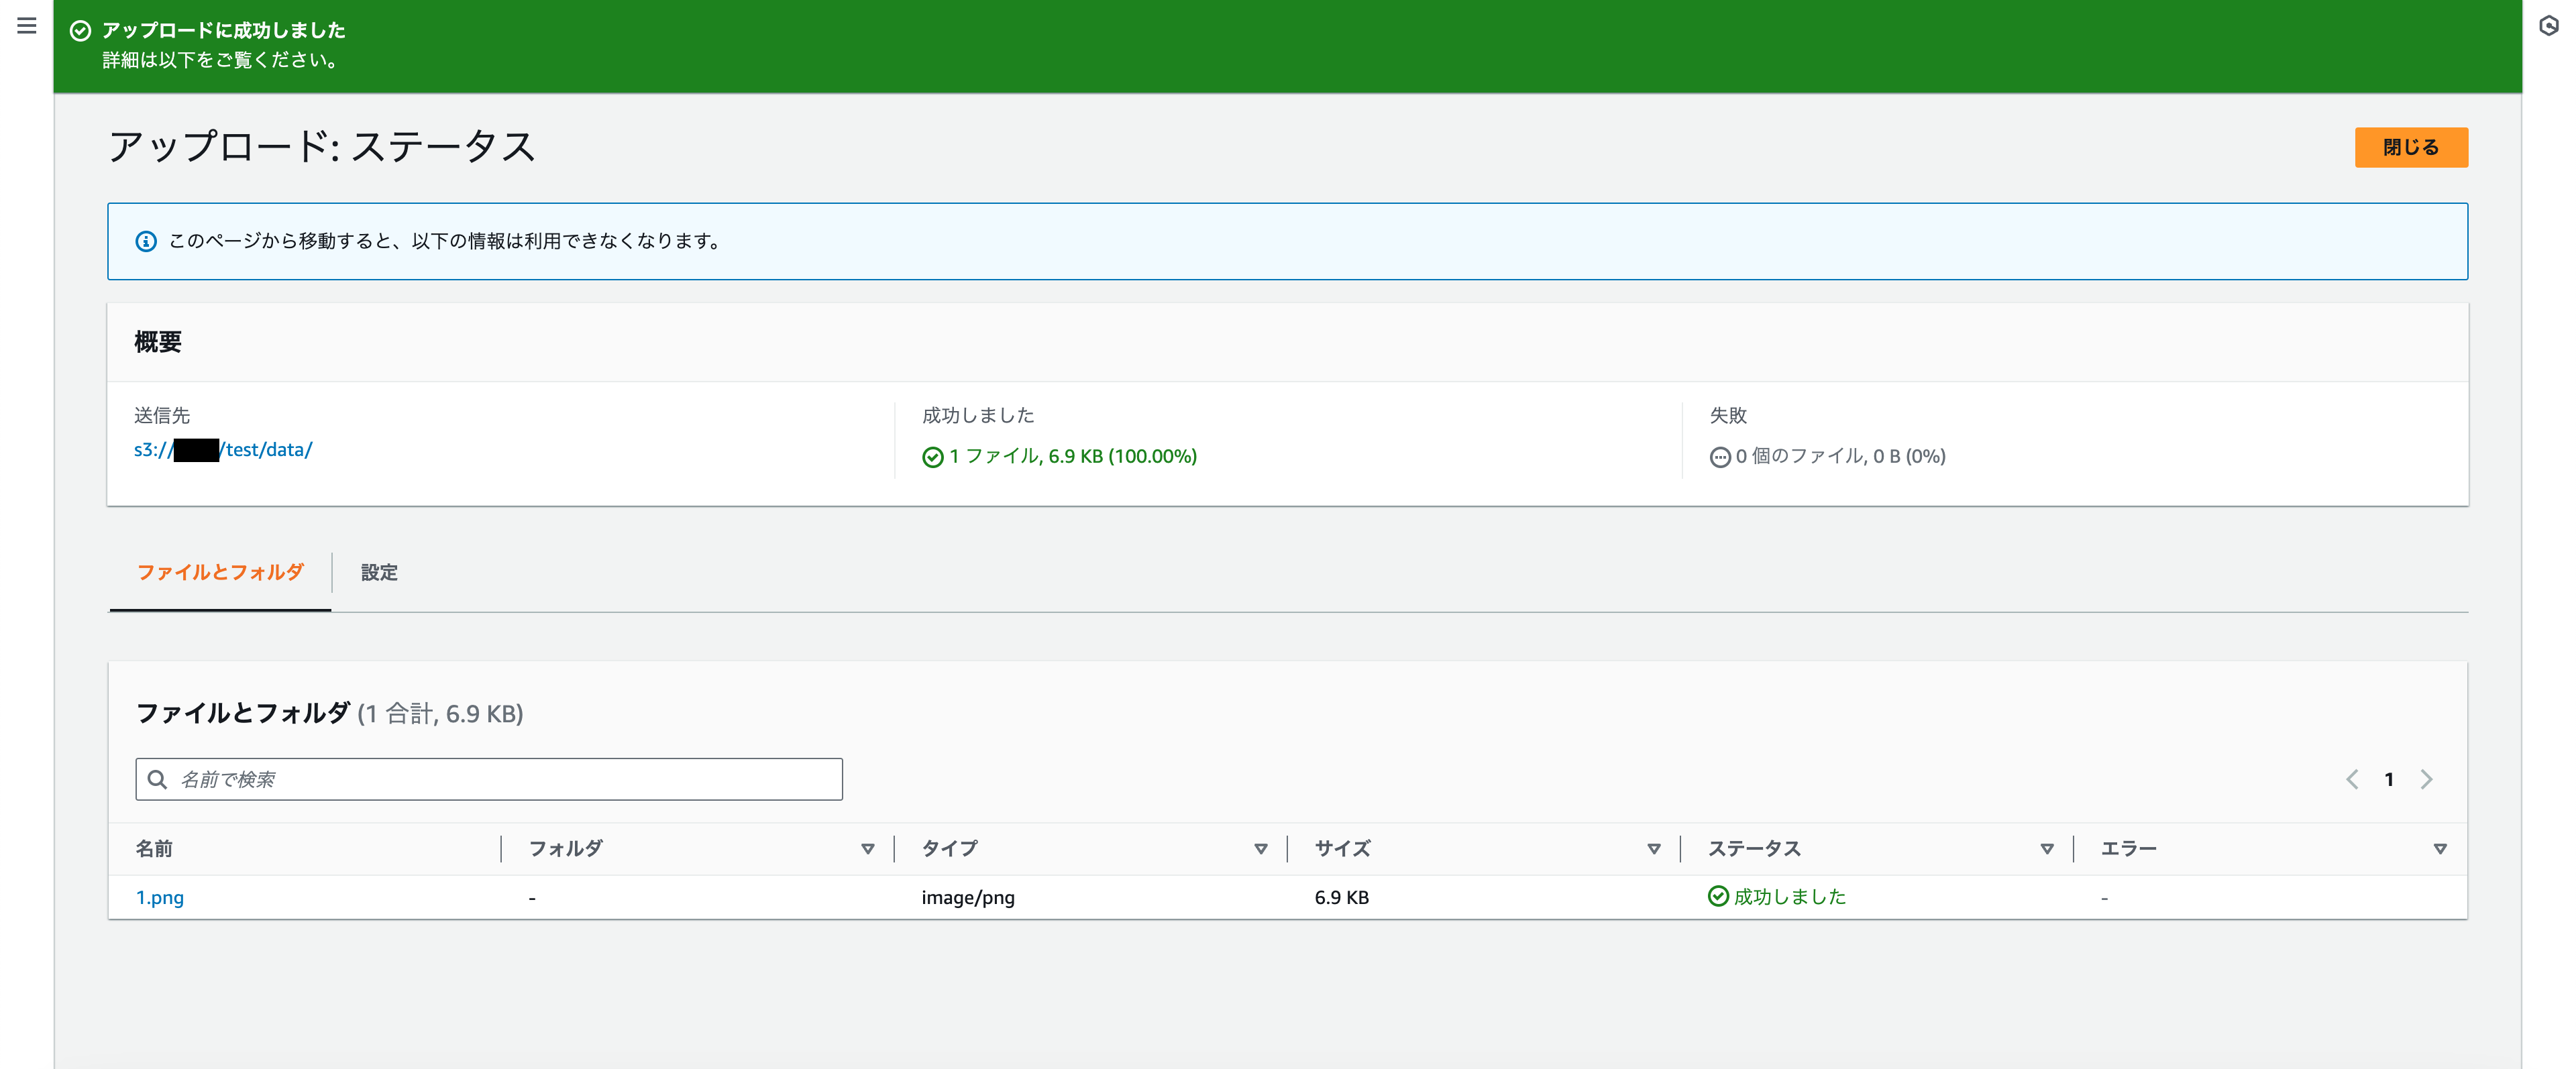 アップロードに成功しました
詳細は以下をご覧ください。
アップロード: ステータス
閉じる
このページから移動すると、以下の情報は利用できなくなります。
概要
送信先
s3:// /test/data/
成功しました
1 ファイル, 6.9 KB (100.00%)
失敗
0 個のファイル, 0 B (0%)
ファイルとフォルダ
設定
ファイルとフォルダ (1 合計, 6.9 KB)
名前で検索
1
名前 フォルダ タイプ サイズ ステータス エラー
1.png - image/png 6.9 KB 成功しました -